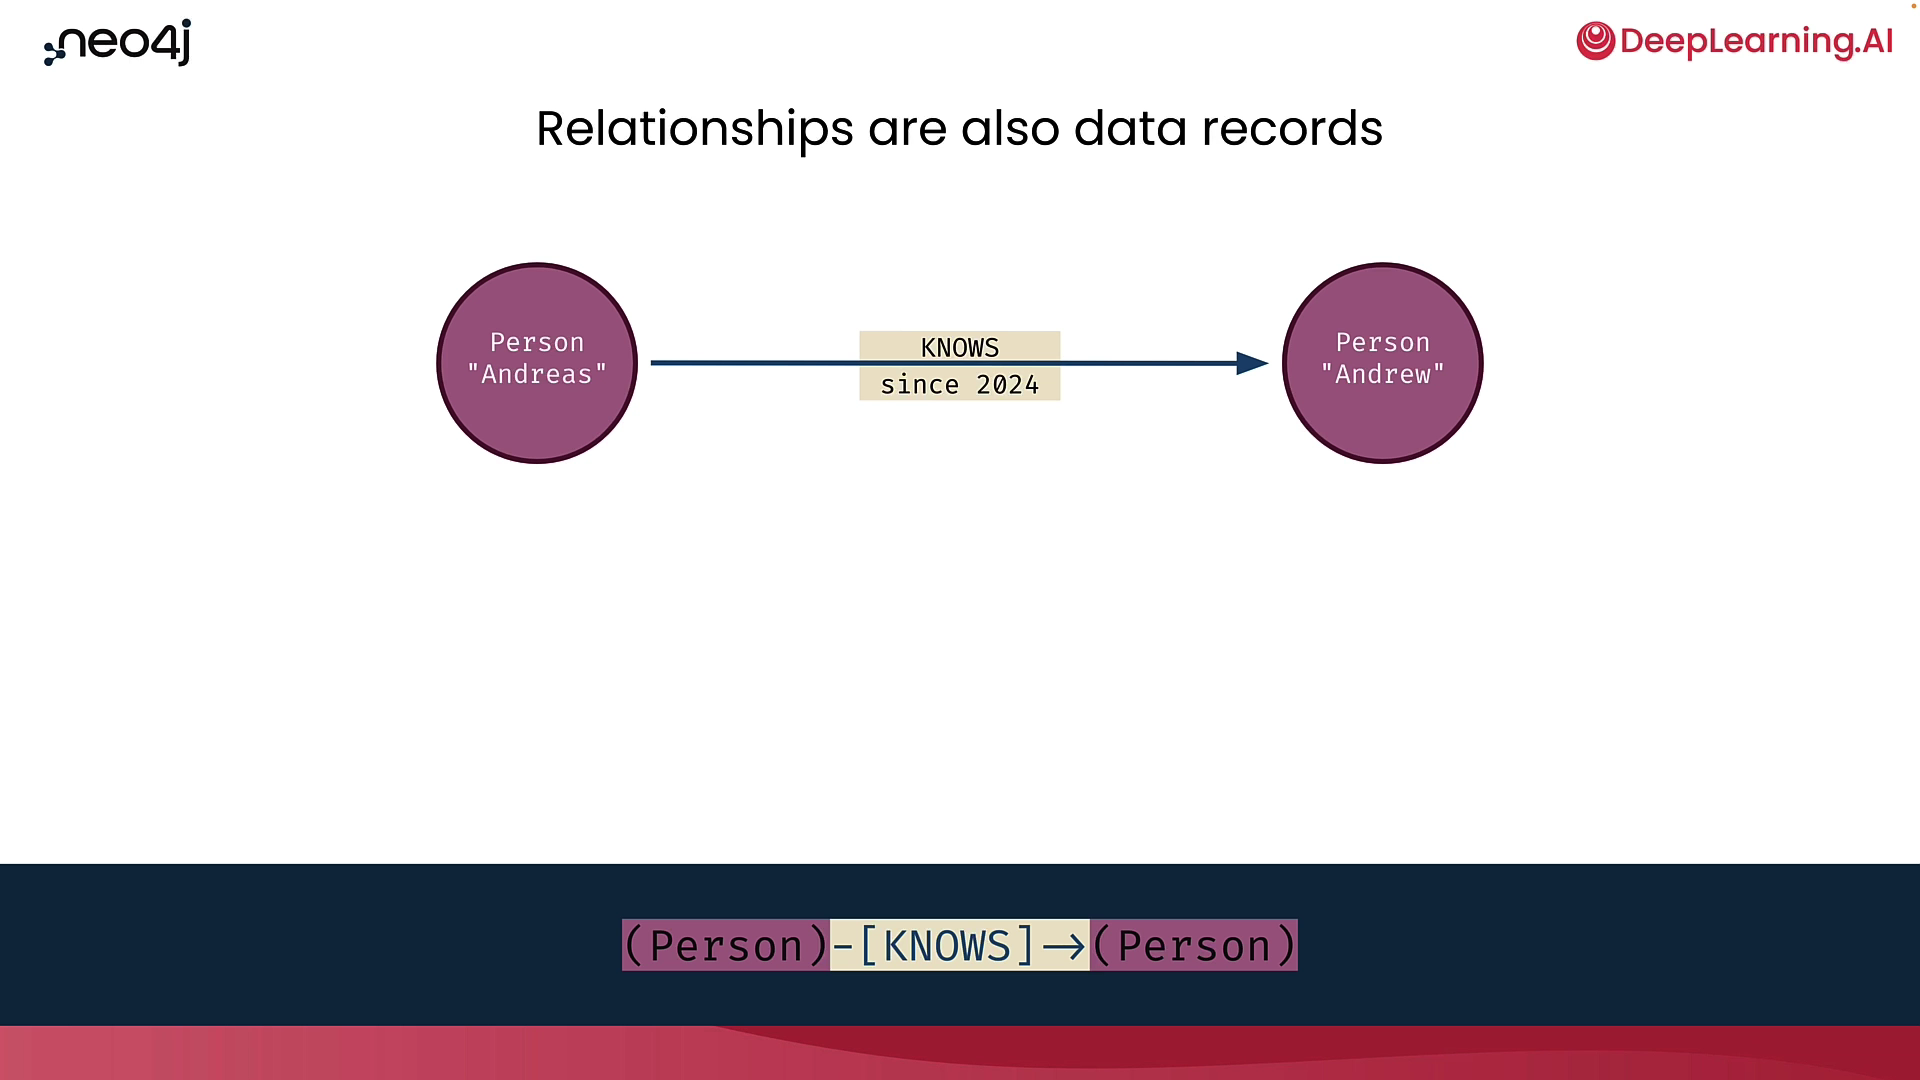 neo4j
DeepLearning.AI
Relationships are also data records
Person
"Andreas"
KNOWS
since 2024
Person
"Andrew"
(Person)-[KNOWS]->(Person)